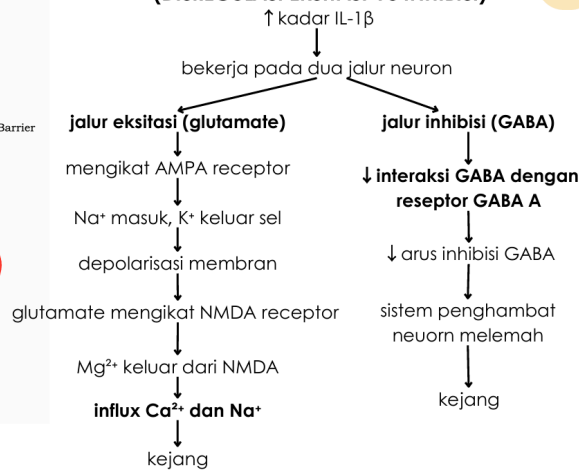 ↑ kadar IL-1β
bekerja pada dua jalur neuron
Barrier
jalur eksitasi (glutamate)
mengikat AMPA receptor
Na⁺ masuk, K⁺ keluar sel
depolarisasi membran
glutamate mengikat NMDA receptor
Mg²⁺ keluar dari NMDA
influx Ca²⁺ dan Na⁺
kejang
jalur inhibisi (GABA)
↓ interaksi GABA dengan
reseptor GABA A
↓ arus inhibisi GABA
sistem penghambat
neuorn melemah
kejang